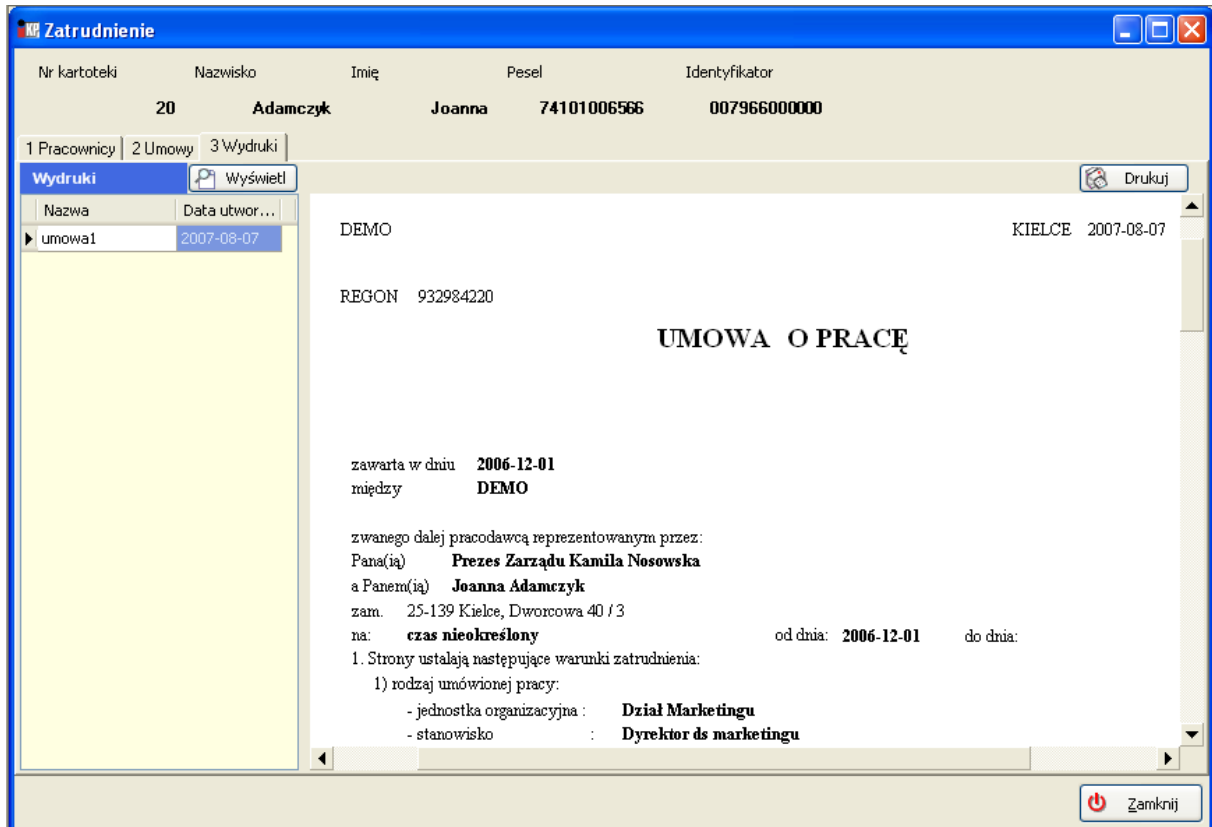 KP Zatrudnienie
Nr kartoteki Nazwisko Imię Pesel Identyfikator
20 Adamczyk Joanna 74101006566 007966000000
1 Pracownicy 2 Umowy 3 Wydruki
Wydruki Wyświetl Drukuj
Nazwa Data utwor...
umowa1 2007-08-07
DEMO KIELCE 2007-08-07
REGON 932984220
UMOWA O PRACĘ
zawarta w dniu 2006-12-01
między DEMO
zwanego dalej pracodawcą reprezentowanym przez:
Pana(ią) Prezes Zarządu Kamila Nosowska
a Panem(ią) Joanna Adamczyk
zam. 25-139 Kielce, Dworcowa 40 / 3
na: czas nieokreślony od dnia: 2006-12-01 do dnia:
1. Strony ustalają następujące warunki zatrudnienia:
1) rodzaj umówionej pracy:
- jednostka organizacyjna : Dział Marketingu
- stanowisko : Dyrektor ds marketingu
Zamknij